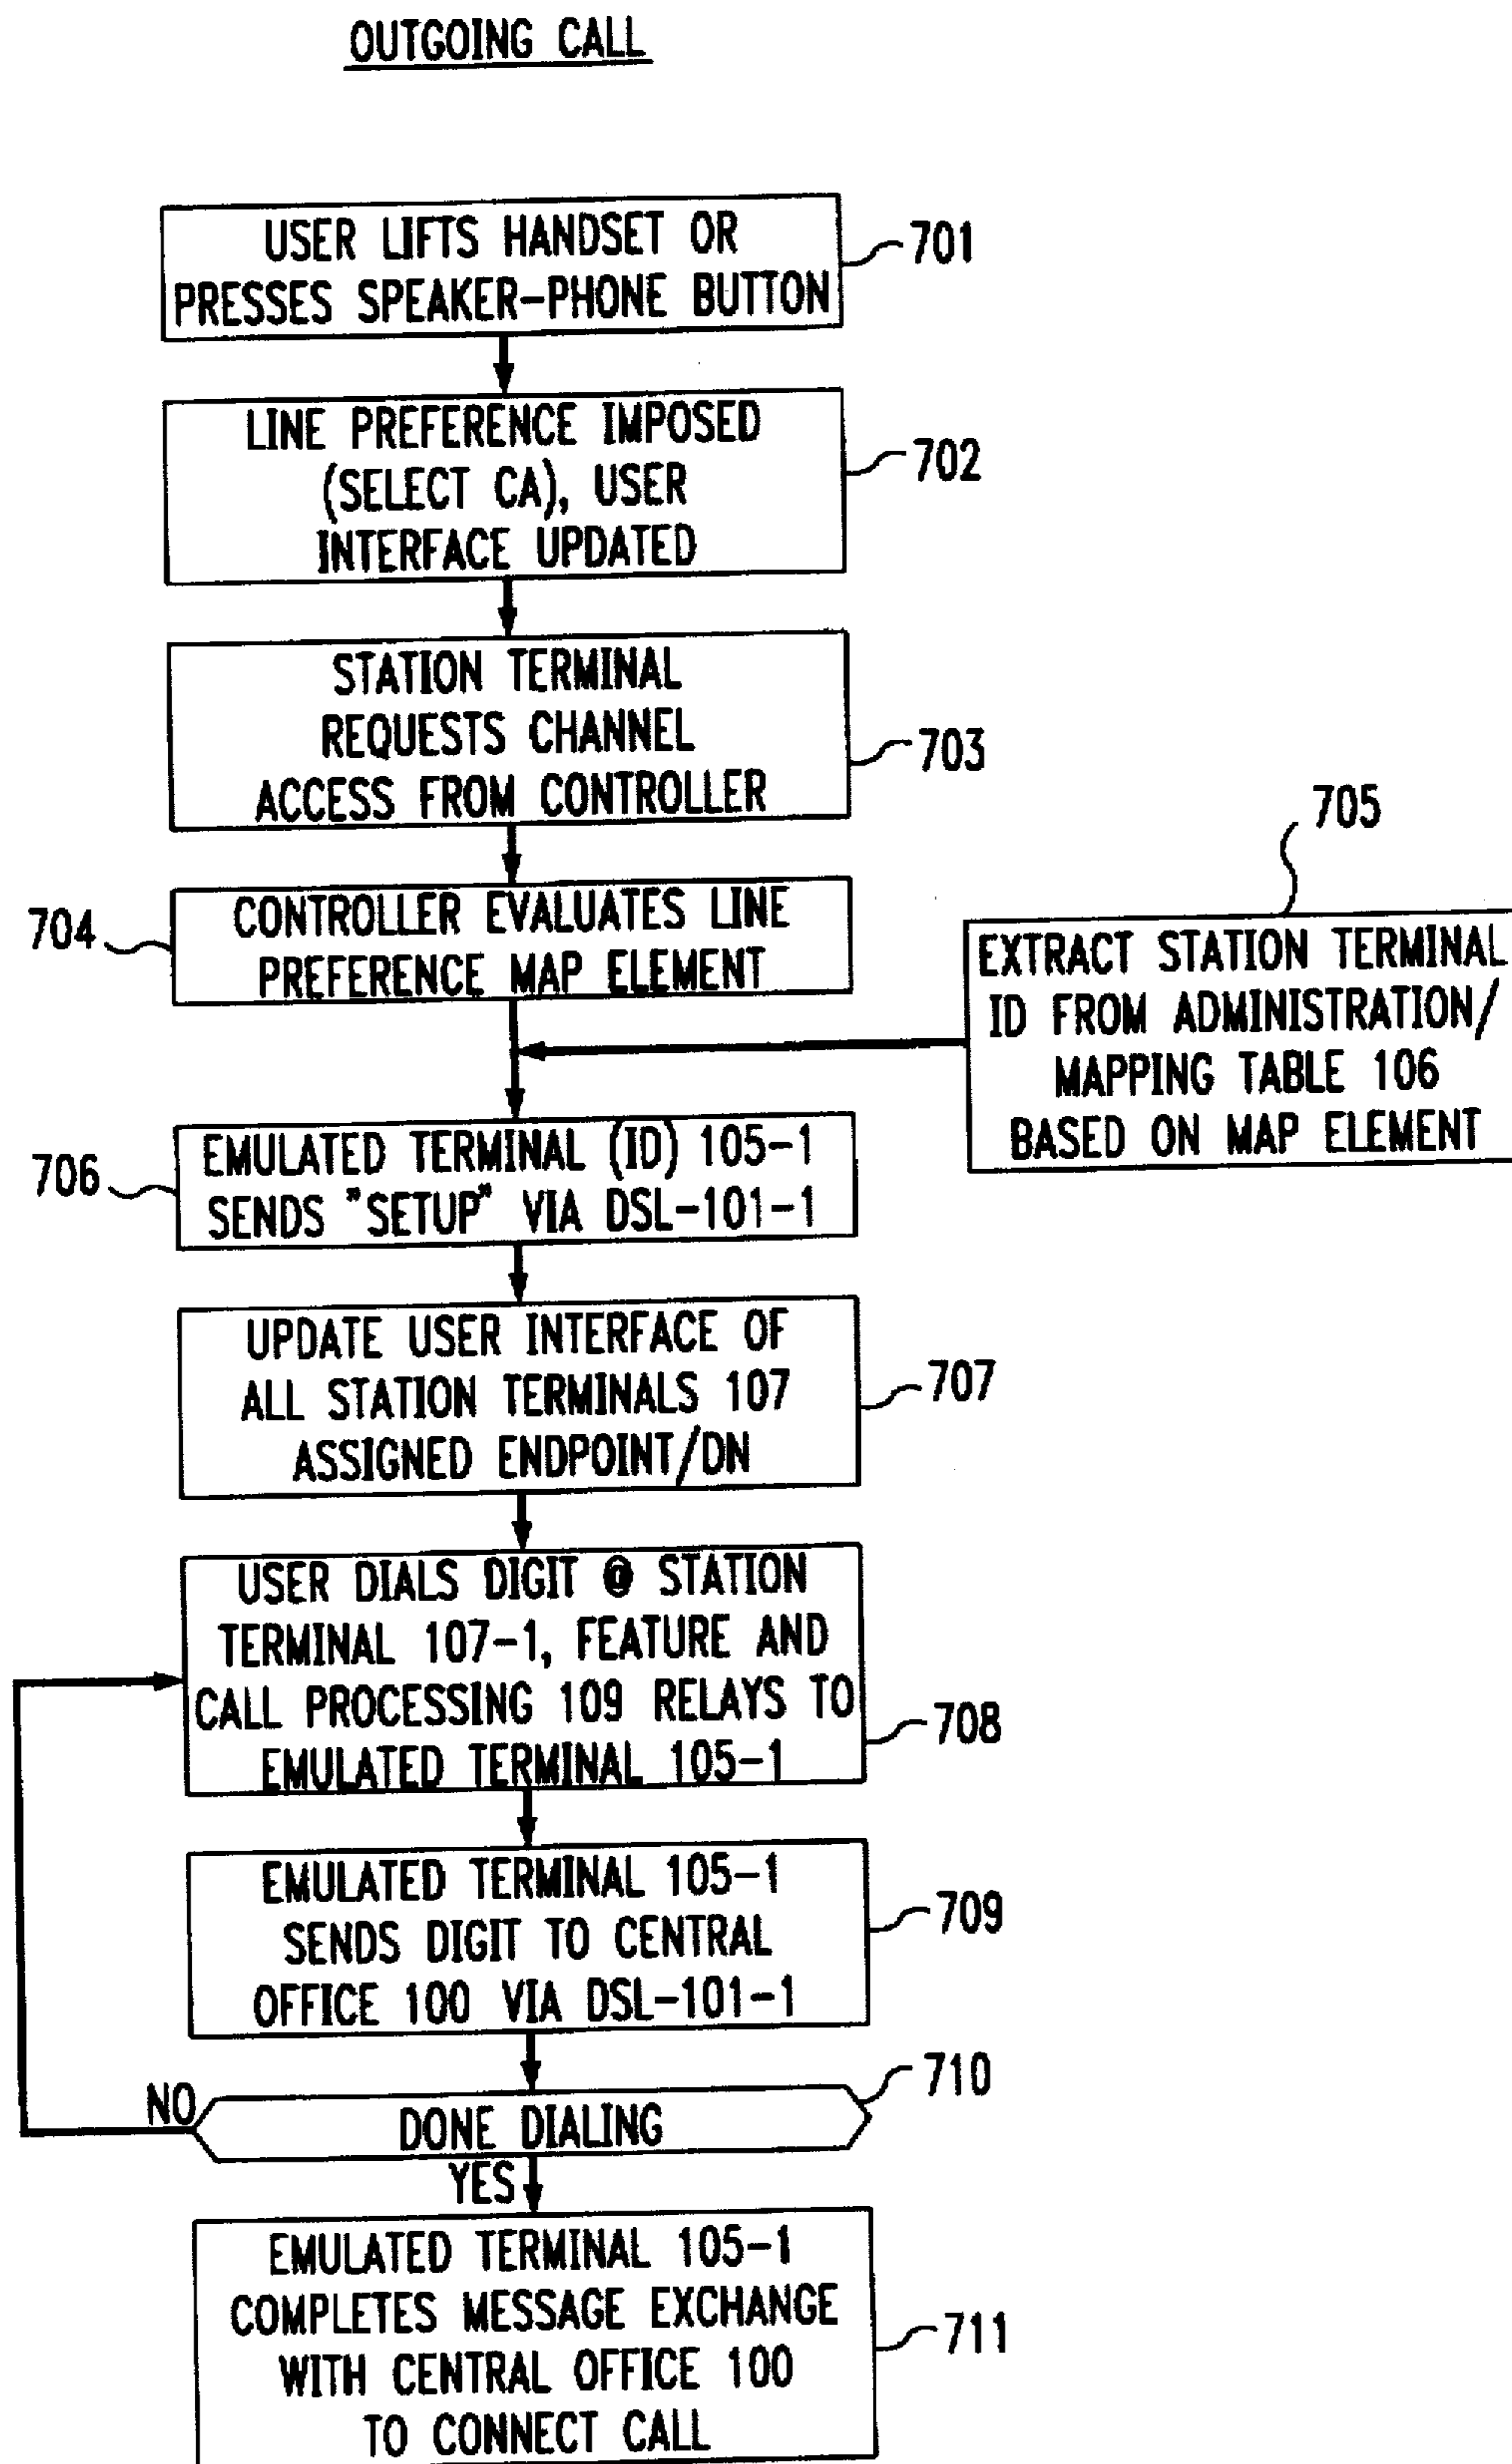 OUTGOING CALL
USER LIFTS HANDSET OR
PRESSES SPEAKER-PHONE BUTTON
701
LINE PREFERENCE IMPOSED
(SELECT CA), USER
INTERFACE UPDATED
702
STATION TERMINAL
REQUESTS CHANNEL
ACCESS FROM CONTROLLER
703
704
CONTROLLER EVALUATES LINE
PREFERENCE MAP ELEMENT
705
EXTRACT STATION TERMINAL
ID FROM ADMINISTRATION/
MAPPING TABLE 106
BASED ON MAP ELEMENT
706
EMULATED TERMINAL (ID) 105-1
SENDS "SETUP" VIA DSL-101-1
UPDATE USER INTERFACE OF
ALL STATION TERMINALS 107
ASSIGNED ENDPOINT/DN
707
USER DIALS DIGIT @ STATION
TERMINAL 107-1, FEATURE AND
CALL PROCESSING 109 RELAYS TO
EMULATED TERMINAL 105-1
708
EMULATED TERMINAL 105-1
SENDS DIGIT TO CENTRAL
OFFICE 100 VIA DSL-101-1
709
NO
DONE DIALING
710
YES
EMULATED TERMINAL 105-1
COMPLETES MESSAGE EXCHANGE
WITH CENTRAL OFFICE 100
TO CONNECT CALL
711